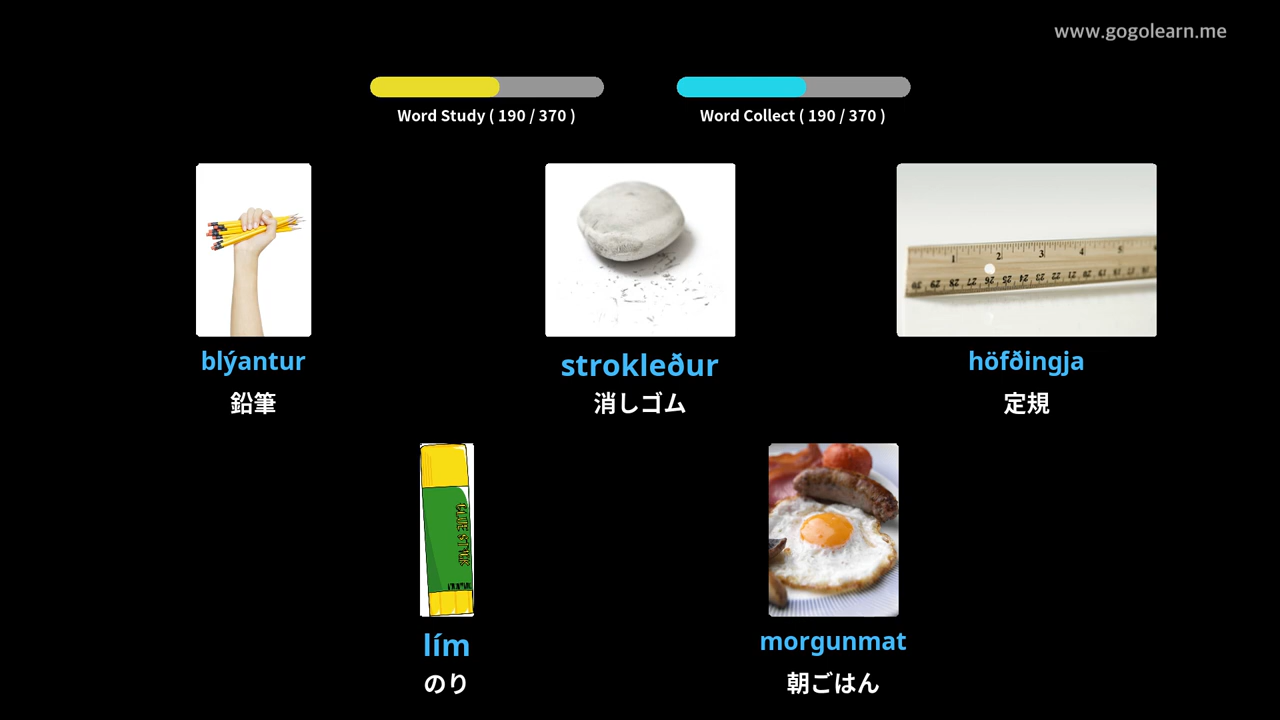 www.gogolearn.me
Word Study ( 190 / 370 )
Word Collect ( 190 / 370 )
blýantur
鉛筆
strokleður
消しゴム
höfðingja
定規
lím
のり
morgunmat
朝ごはん